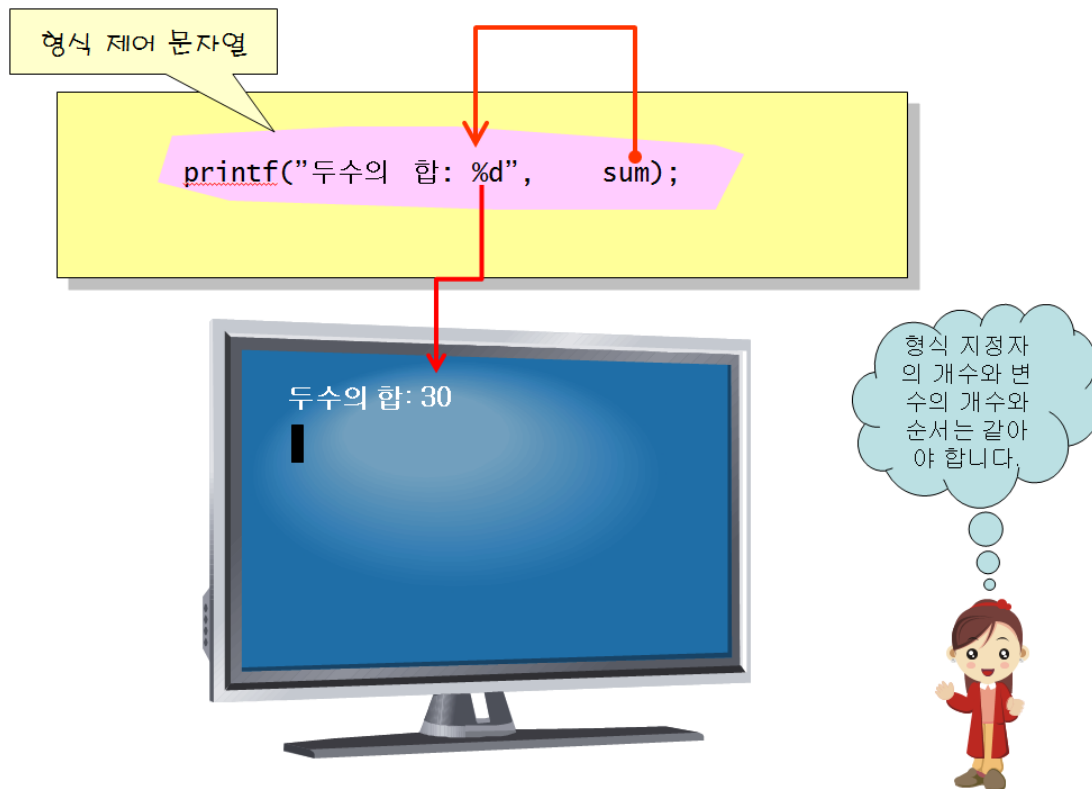 형식 제어 문자열
printf(”두수의 합: %d”, sum);
두수의 합: 30
형식 지정자
의 개수와 변
수의 개수와
순서는 같아
야 합니다.